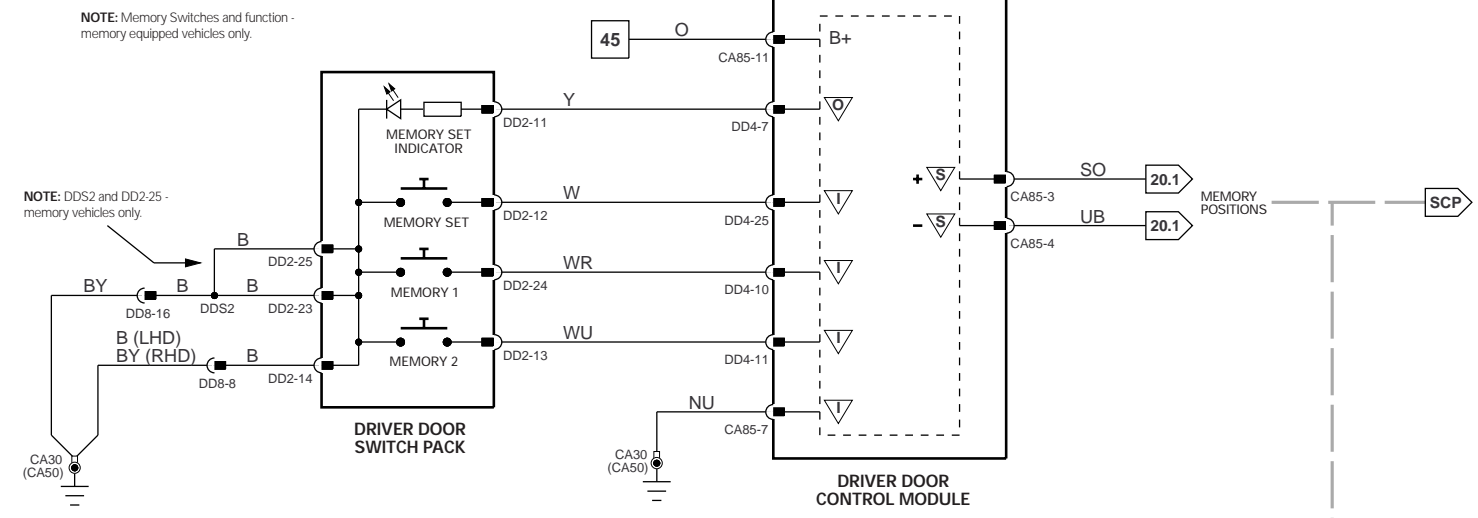 NOTE: Memory Switches and function -
memory equipped vehicles only.
45
O
CA85-11
B+
Y
DD2-11
DD4-7
O
MEMORY SET
INDICATOR
NOTE: DDS2 and DD2-25 -
memory vehicles only.
W
DD2-12
DD4-25
I
MEMORY SET
+ S
CA85-3
SO
20.1
MEMORY
POSITIONS
SCP
- S
CA85-4
UB
20.1
B
DD2-25
WR
DD2-24
DD4-10
I
MEMORY 1
BY
DD8-16
B
DDS2
B
DD2-23
B (LHD)
BY (RHD)
DD8-8
B
DD2-14
MEMORY 2
WU
DD2-13
DD4-11
I
NU
CA85-7
I
DRIVER DOOR
SWITCH PACK
CA30
(CA50)
CA30
(CA50)
DRIVER DOOR
CONTROL MODULE